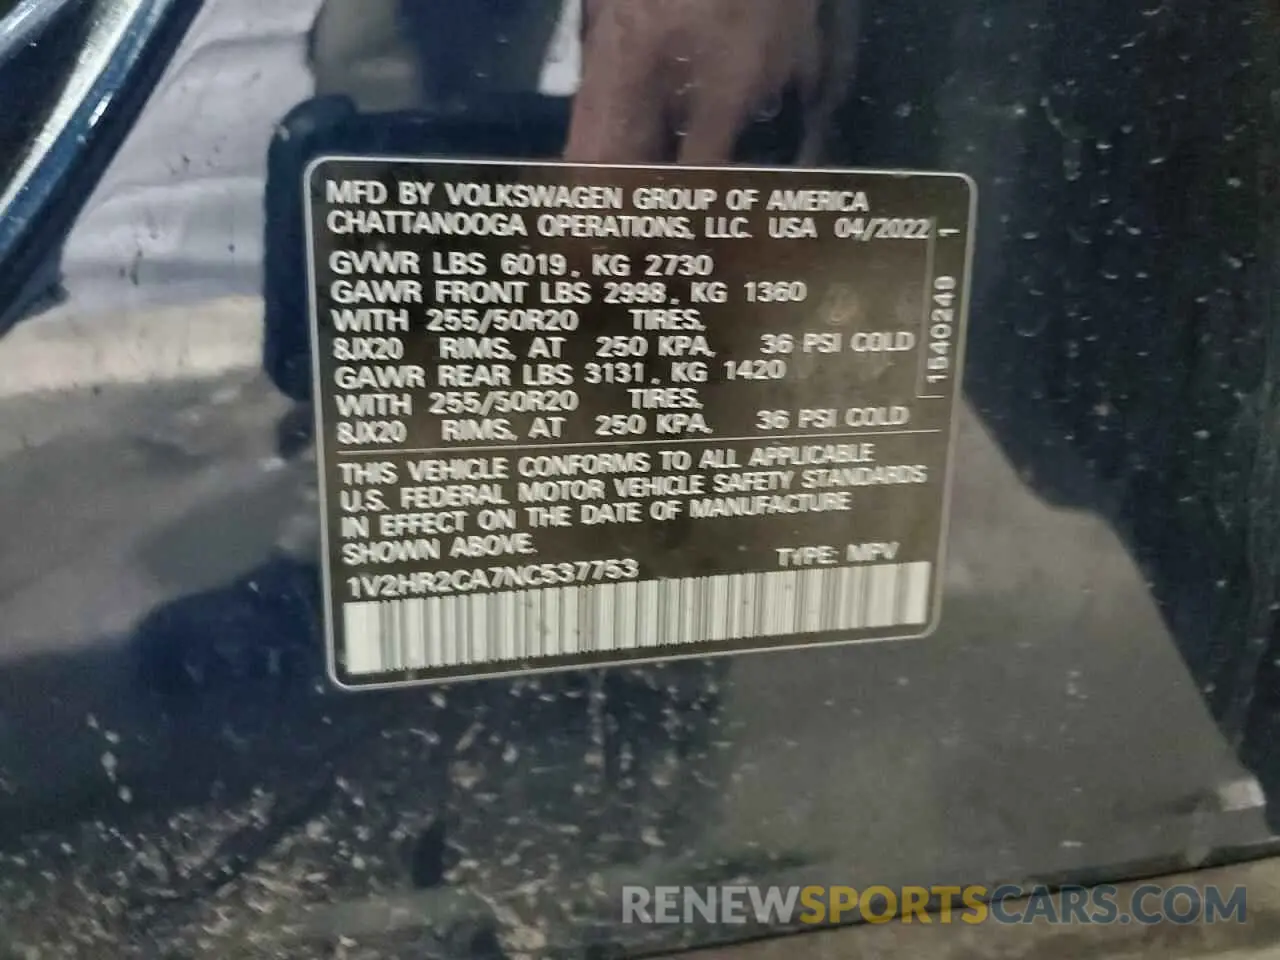 MFD BY VOLKSWAGEN GROUP OF AMERICA
CHATTANOOGA OPERATIONS, LLC. USA 04/2022
GVWR LBS 6019, KG 2730
GAWR FRONT LBS 2998, KG 1360
WITH 255/50R20 TIRES,
8JX20 RIMS, AT 250 KPA, 36 PSI COLD
GAWR REAR LBS 3131, KG 1420
WITH 255/50R20 TIRES,
8JX20 RIMS, AT 250 KPA, 36 PSI COLD
1540249 1
THIS VEHICLE CONFORMS TO ALL APPLICABLE
U.S. FEDERAL MOTOR VEHICLE SAFETY STANDARDS
IN EFFECT ON THE DATE OF MANUFACTURE
SHOWN ABOVE.
1V2HR2CA7NC537753 TYPE: MPV
RENEWSPORTSCARS.COM